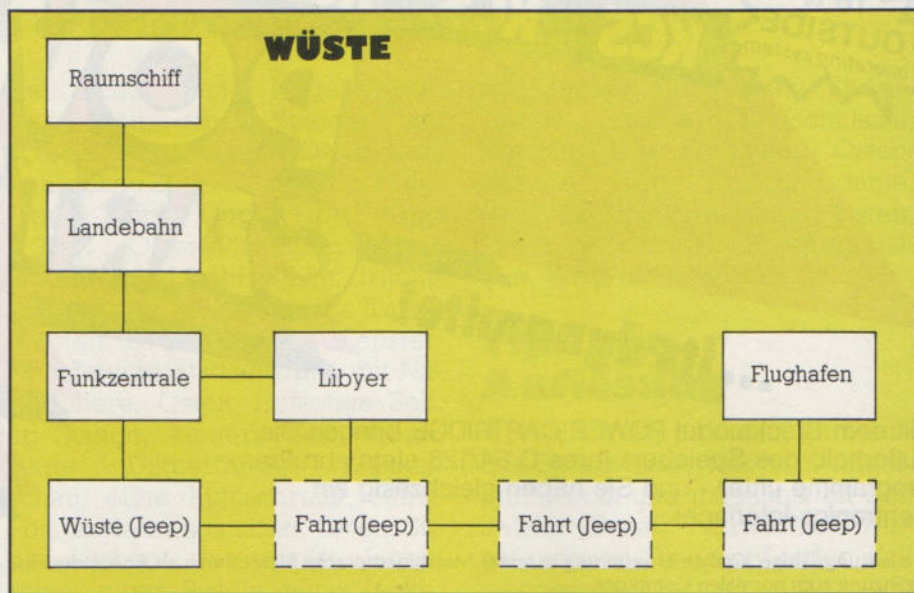 WÜSTE
Raumschiff
Landebahn
Funkzentrale
Libyer
Flughafen
Wüste (Jeep)
Fahrt (Jeep)
Fahrt (Jeep)
Fahrt (Jeep)